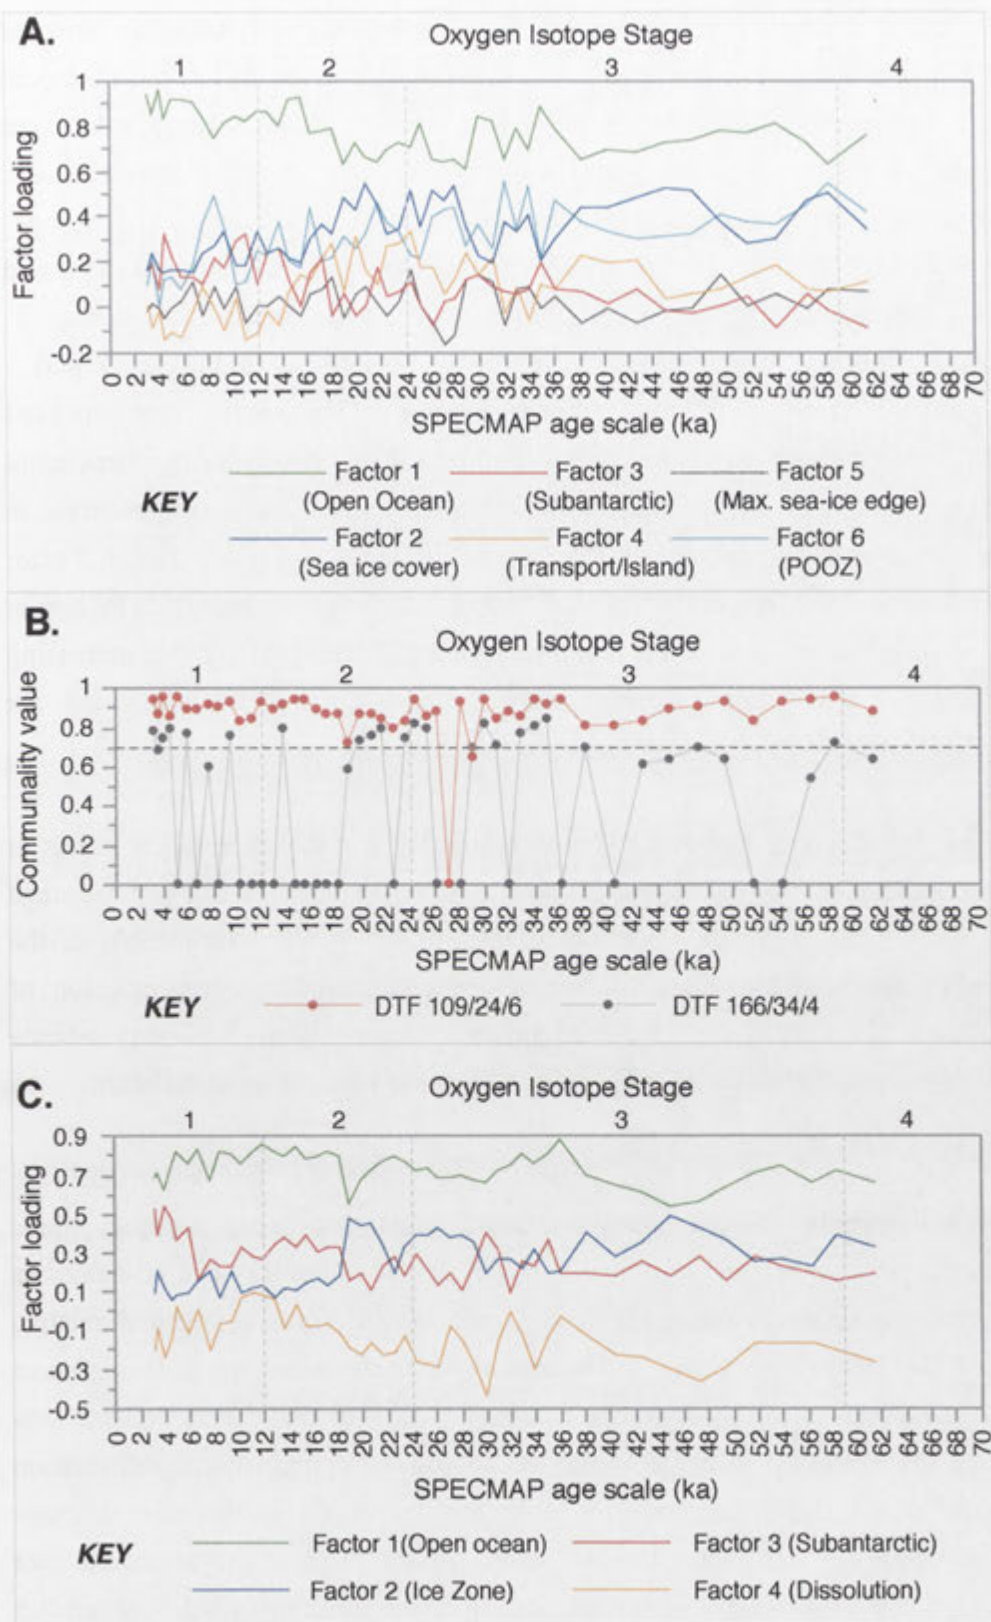 A.
Oxygen Isotope Stage
1 2 3 4
Factor loading
1
0.8
0.6
0.4
0.2
0
-0.2
0 2 4 6 8 10 12 14 16 18 20 22 24 26 28 30 32 34 36 38 40 42 44 46 48 50 52 54 56 58 60 62 64 66 68 70
SPECMAP age scale (ka)
KEY
Factor 1 Factor 3 Factor 5
(Open Ocean) (Subantarctic) (Max. sea-ice edge)
Factor 2 Factor 4 Factor 6
(Sea ice cover) (Transport/Island) (POOZ)
B.
Oxygen Isotope Stage
1 2 3 4
Communality value
1
0.8
0.6
0.4
0.2
0
0 2 4 6 8 10 12 14 16 18 20 22 24 26 28 30 32 34 36 38 40 42 44 46 48 50 52 54 56 58 60 62 64 66 68 70
SPECMAP age scale (ka)
KEY DTF 109/24/6 DTF 166/34/4
C.
Oxygen Isotope Stage
1 2 3 4
Factor loading
0.9
0.7
0.5
0.3
0.1
-0.1
-0.3
-0.5
0 2 4 6 8 10 12 14 16 18 20 22 24 26 28 30 32 34 36 38 40 42 44 46 48 50 52 54 56 58 60 62 64 66 68 70
SPECMAP age scale (ka)
KEY
Factor 1(Open ocean) Factor 3 (Subantarctic)
Factor 2 (Ice Zone) Factor 4 (Dissolution)